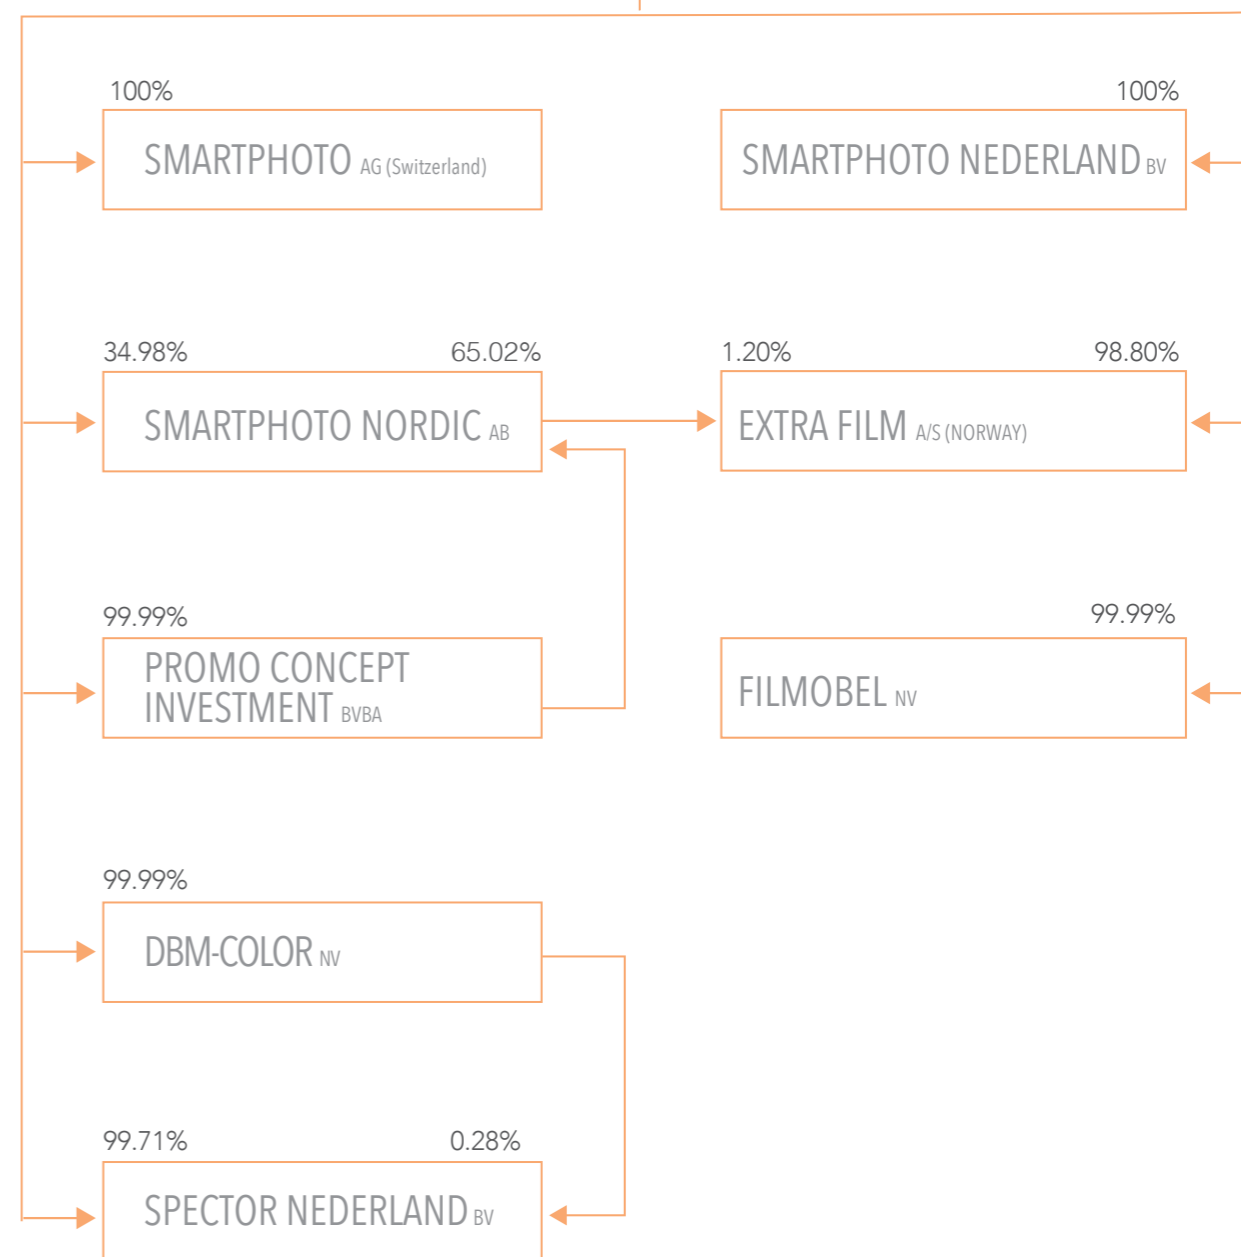 100%
100%
SMARTPHOTO AG (Switzerland)
SMARTPHOTO NEDERLAND BV
34.98%
65.02%
1.20%
98.80%
SMARTPHOTO NORDIC AB
EXTRA FILM A/S (NORWAY)
99.99%
99.99%
PROMO CONCEPT
INVESTMENT BVBA
FILMOBEL NV
99.99%
DBM-COLOR NV
99.71%
0.28%
SPECTOR NEDERLAND BV